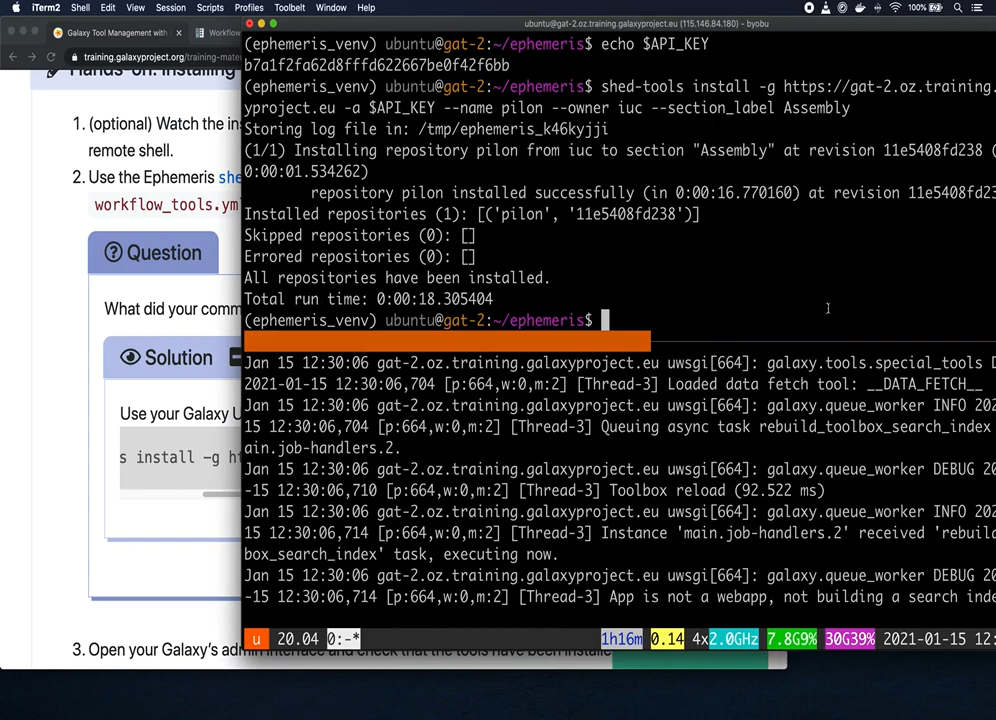 iTerm2 Shell Edit View Session Scripts Profiles Toolbelt Window Help 100%
ubuntu@gat-2.oz.training.galaxyproject.eu (115.146.84.180) - byobu
Galaxy Tool Management with
Workflow
training.galaxyproject.org/training-mate
Hands-on: Installing
1. (optional) Watch the ins
remote shell.
2. Use the Ephemeris she
workflow_tools.yml
Question
What did your comm
Solution
Use your Galaxy U
s install -g ht
3. Open your Galaxy's admin interface and check that the tools have been installe
(ephemeris_venv) ubuntu@gat-2:~/ephemeris$ echo $API_KEY
b7a1f2fa62d8fffd622667be0f42f6bb
(ephemeris_venv) ubuntu@gat-2:~/ephemeris$ shed-tools install -g https://gat-2.oz.training.
yproject.eu -a $API_KEY --name pilon --owner iuc --section_label Assembly
Storing log file in: /tmp/ephemeris_k46kyjji
(1/1) Installing repository pilon from iuc to section "Assembly" at revision 11e5408fd238 (
0:00:01.534262)
repository pilon installed successfully (in 0:00:16.770160) at revision 11e5408fd23
Installed repositories (1): [('pilon', '11e5408fd238')]
Skipped repositories (0): []
Errored repositories (0): []
All repositories have been installed.
Total run time: 0:00:18.305404
(ephemeris_venv) ubuntu@gat-2:~/ephemeris$
Jan 15 12:30:06 gat-2.oz.training.galaxyproject.eu uwsgi[664]: galaxy.tools.special_tools D
2021-01-15 12:30:06,704 [p:664,w:0,m:2] [Thread-3] Loaded data fetch tool: __DATA_FETCH__
Jan 15 12:30:06 gat-2.oz.training.galaxyproject.eu uwsgi[664]: galaxy.queue_worker INFO 202
15 12:30:06,704 [p:664,w:0,m:2] [Thread-3] Queuing async task rebuild_toolbox_search_index
ain.job-handlers.2.
Jan 15 12:30:06 gat-2.oz.training.galaxyproject.eu uwsgi[664]: galaxy.queue_worker DEBUG 20
-15 12:30:06,710 [p:664,w:0,m:2] [Thread-3] Toolbox reload (92.522 ms)
Jan 15 12:30:06 gat-2.oz.training.galaxyproject.eu uwsgi[664]: galaxy.queue_worker INFO 202
15 12:30:06,714 [p:664,w:0,m:2] [Thread-3] Instance 'main.job-handlers.2' received 'rebuild
box_search_index' task, executing now.
Jan 15 12:30:06 gat-2.oz.training.galaxyproject.eu uwsgi[664]: galaxy.queue_worker DEBUG 20
-15 12:30:06,714 [p:664,w:0,m:2] [Thread-3] App is not a webapp, not building a search inde
u 20.04 0:-* 1h16m 0.14 4x2.0GHz 7.8G9% 30G39% 2021-01-15 12: